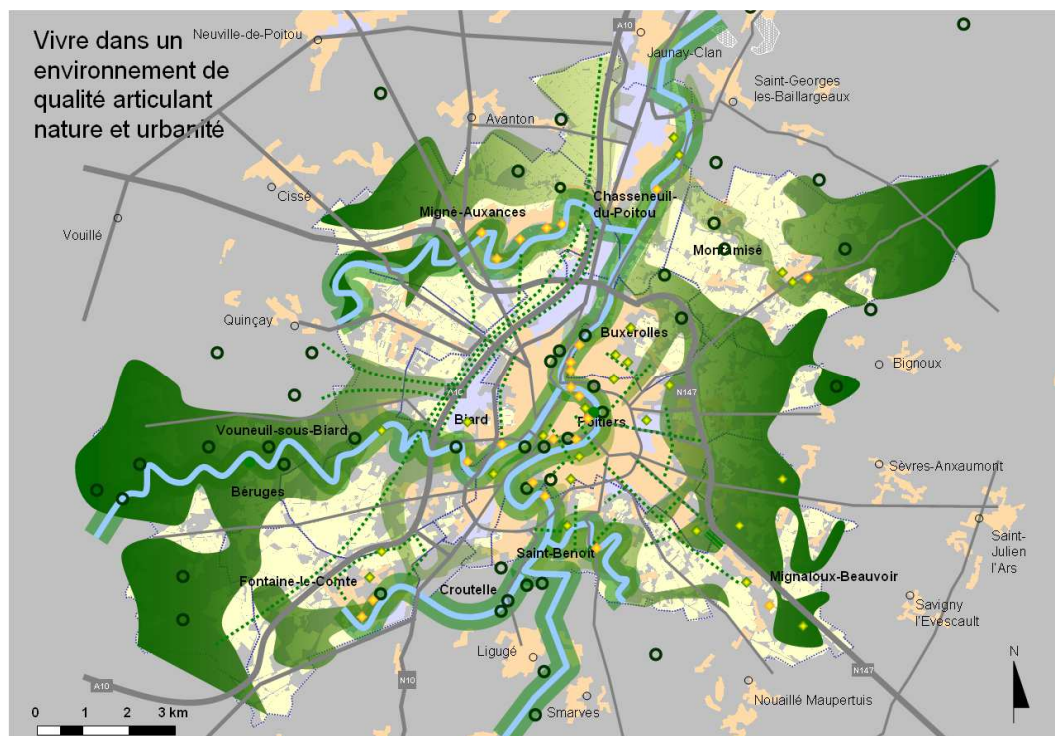 Vivre dans un
environnement de
qualité articulant
nature et urbanité
A10
Neuville-de-Poitou
Jaunay-Clan
Saint-Georges
les-Baillargeaux
Avanton
Cissé
Chasseneuil-
du-Poitou
Migné-Auxances
Vouillé
Montamisé
Quinçay
Buxerolles
Bignoux
A10
N147
Biard
Poitiers
Vouneuil-sous-Biard
Sèvres-Anxaumont
Béruges
Saint-
Julien
l'Ars
Saint-Benoît
Fontaine-le-Comte
Croutelle
Mignaloux-Beauvoir
Savigny
l'Evescault
Ligugé
N
N147
A10
N10
Nouaillé Maupertuis
Smarves
0 1 2 3 km